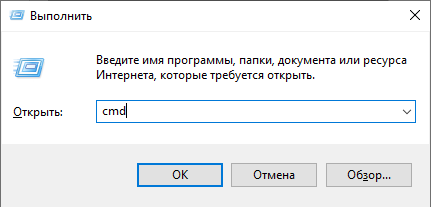 Выполнить
Введите имя программы, папки, документа или ресурса
Интернета, которые требуется открыть.
Открыть:
cmd
OK
Отмена
Обзор...